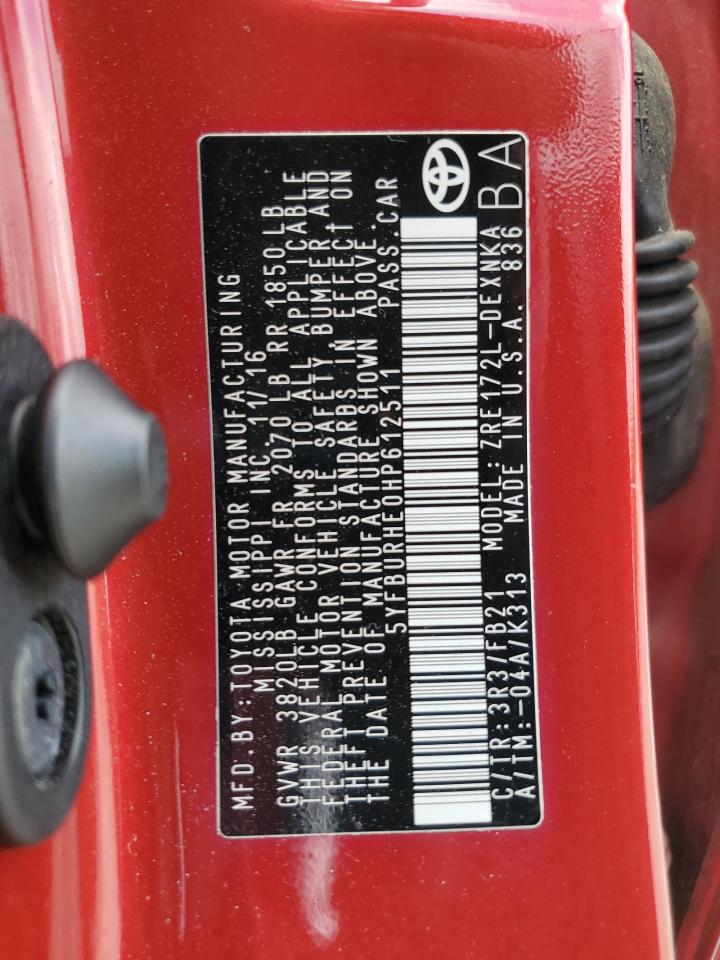 MFD.BY:TOYOTA MOTOR MANUFACTURING
MISSISSIPPI INC 11/16
GVWR 3820LB GAWR FR 2070 LB RR 1850 LB
THIS VEHICLE CONFORMS TO ALL APPLICABLE
FEDERAL MOTOR VEHICLE SAFETY, BUMPER AND
THEFT PREVENTION STANDARDS IN EFFECT ON
THE DATE OF MANUFACTURE SHOWN ABOVE.
5YFBURHE0HP612511 PASS.CAR
C/TR:3R3/FB21 MODEL:ZRE172L-DEXNKA
A/TM:-04A/K313 MADE IN U.S.A. 836
BA